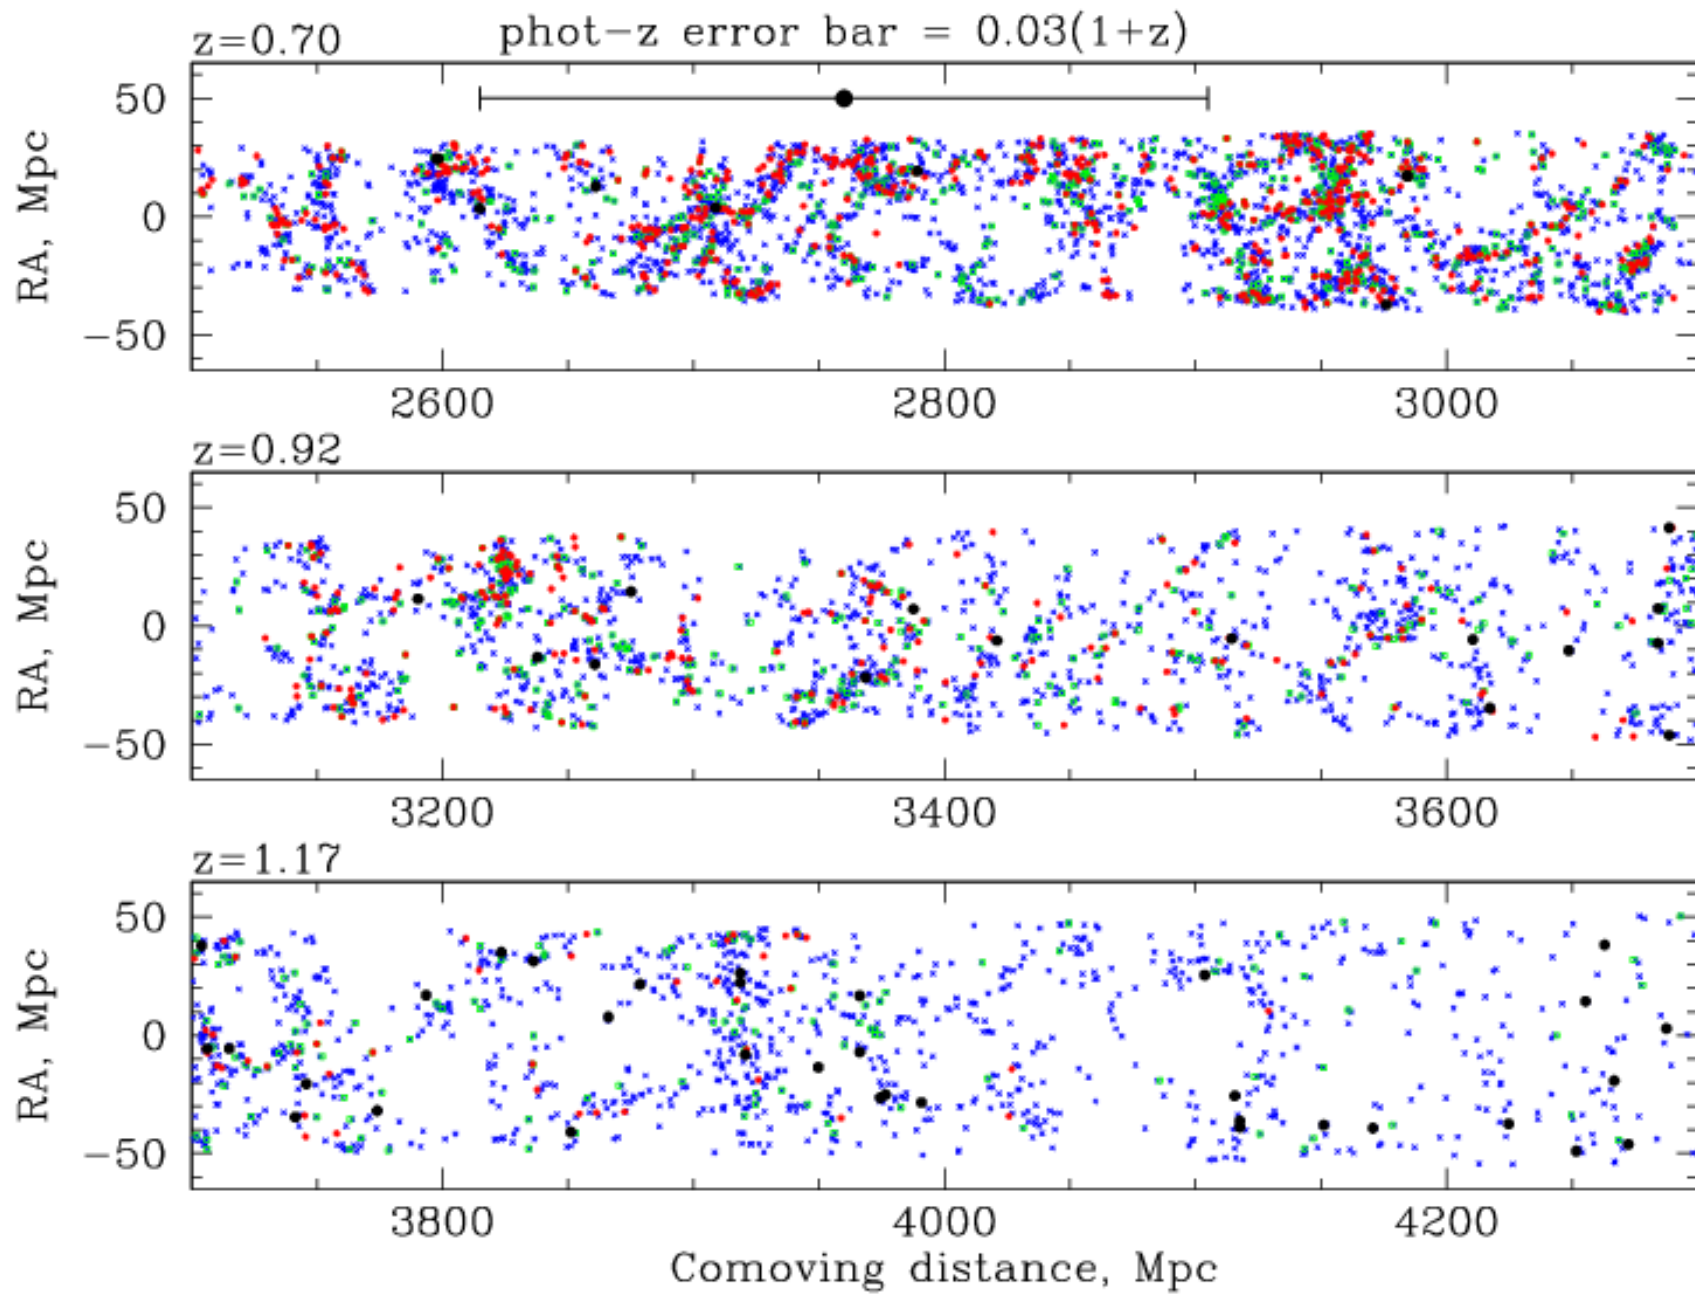 z=0.70 phot-z error bar = 0.03(1+z)
50
0
-50
RA, Mpc
2600 2800 3000
z=0.92
50
0
-50
RA, Mpc
3200 3400 3600
z=1.17
50
0
-50
RA, Mpc
3800 4000 4200
Comoving distance, Mpc